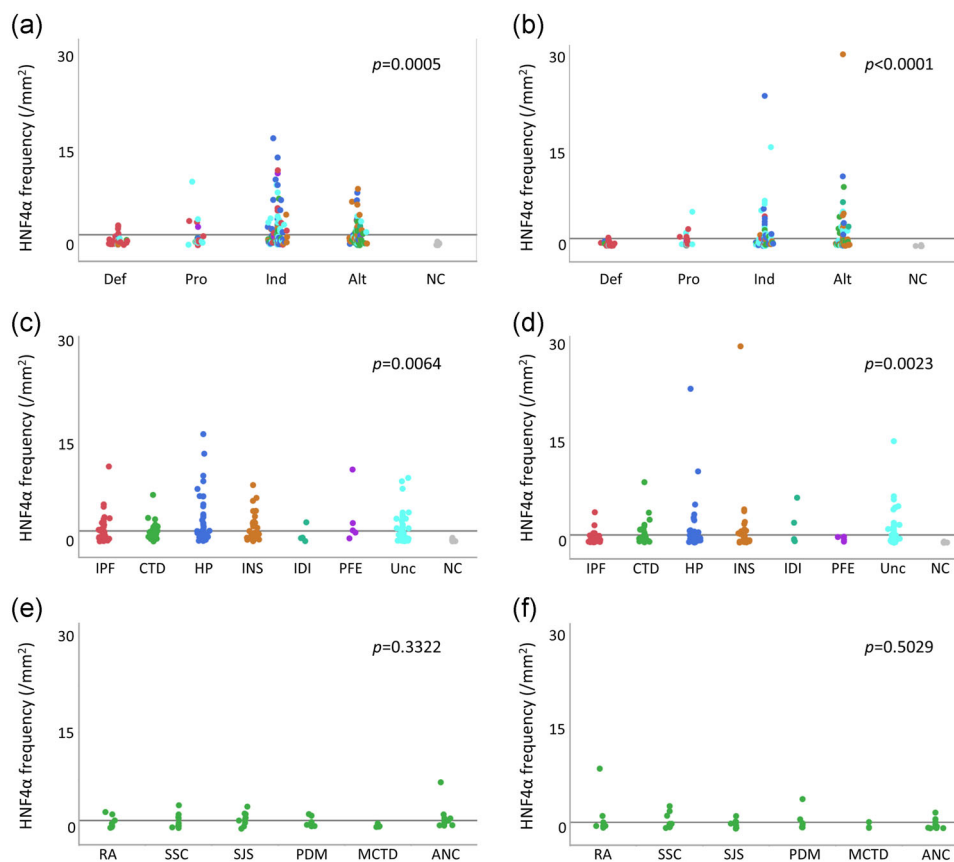 (a)
HNF4α frequency (/mm²)
30
15
0
p=0.0005
Def Pro Ind Alt NC
(b)
HNF4α frequency (/mm²)
30
15
0
p<0.0001
Def Pro Ind Alt NC
(c)
HNF4α frequency (/mm²)
30
15
0
p=0.0064
IPF CTD HP INS IDI PFE Unc NC
(d)
HNF4α frequency (/mm²)
30
15
0
p=0.0023
IPF CTD HP INS IDI PFE Unc NC
(e)
HNF4α frequency (/mm²)
30
15
0
p=0.3322
RA SSC SJS PDM MCTD ANC
(f)
HNF4α frequency (/mm²)
30
15
0
p=0.5029
RA SSC SJS PDM MCTD ANC